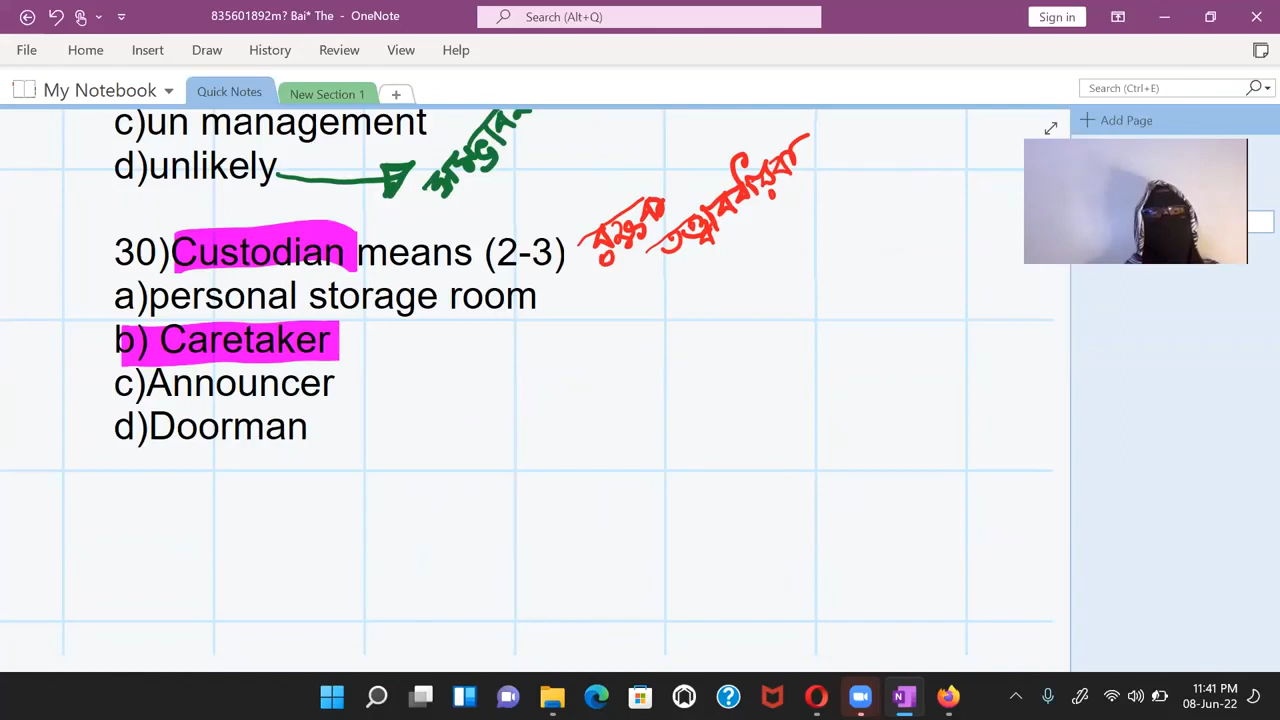 835601892m? Bai* The - OneNote
Search (Alt+Q)
Sign in
File Home Insert Draw History Review View Help
My Notebook Quick Notes New Section 1
Search (Ctrl+E)
Add Page
c)un management
d)unlikely
30)Custodian means (2-3)
a)personal storage room
b) Caretaker
c)Announcer
d)Doorman
11:41 PM
08-Jun-22